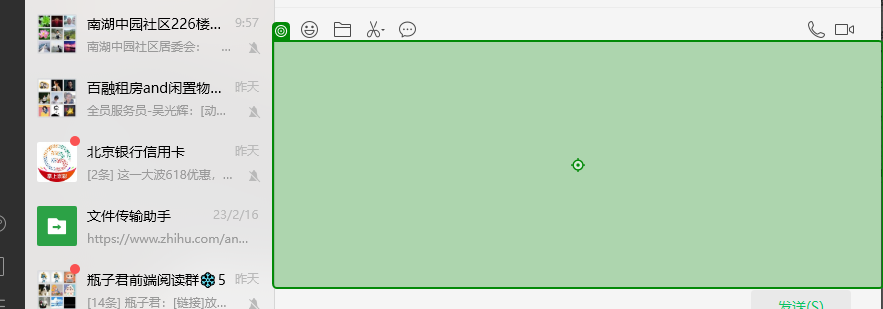 南湖中园社区226楼... 9:57
南湖中园社区居委会： ...
百融租房and闲置物... 昨天
全员服务员-吴光辉：[动...
北京银行信用卡 昨天
[2条] 这一大波618优惠，...
文件传输助手 23/2/16
https://www.zhihu.com/an...
瓶子君前端阅读群 5 昨天
[14条] 瓶子君：[链接]放...
发送(S)